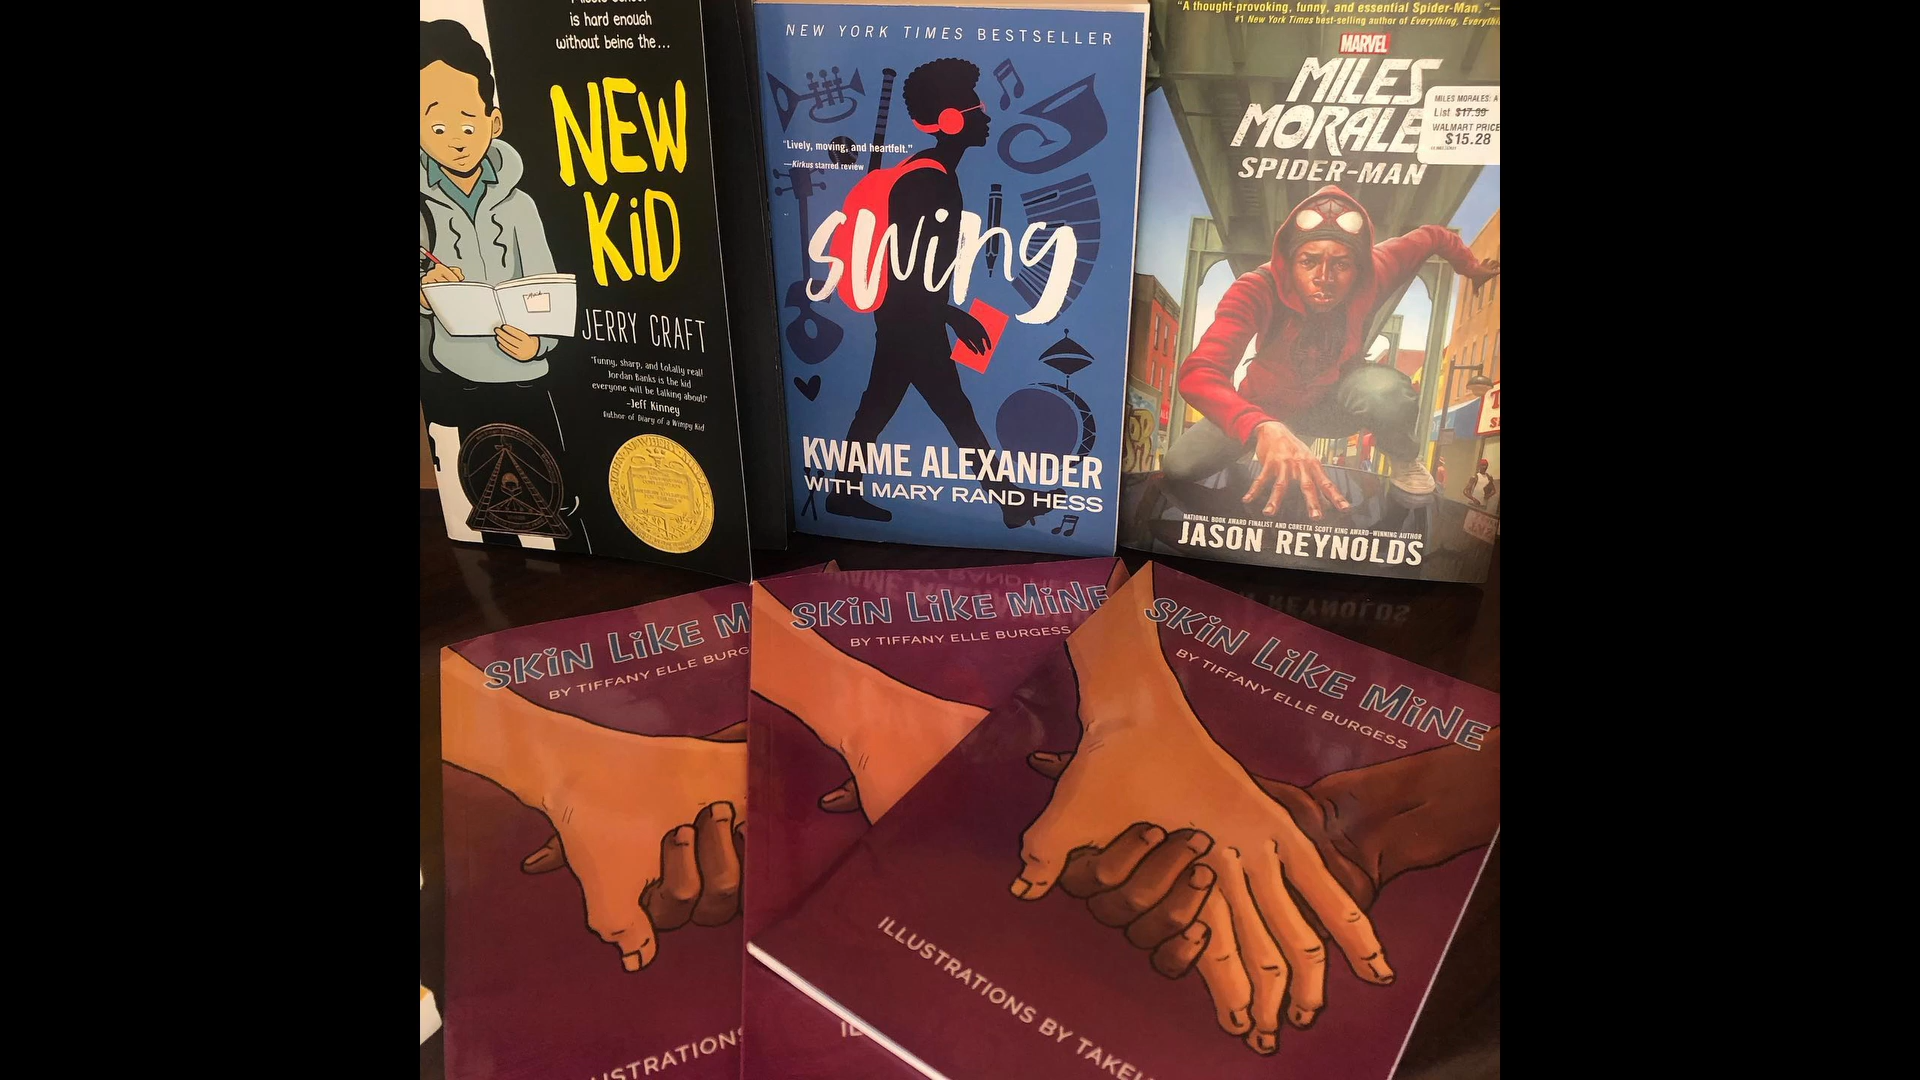 is hard enough
without being the...
NEW
KiD
JERRY CRAFT
"Funny, sharp, and totally real!
Jordan Banks is the kid
everyone will be talking about!"
-Jeff Kinney
Author of Diary of a Wimpy Kid
NEW YORK TIMES BESTSELLER
"Lively, moving, and heartfelt."
—Kirkus starred review
swing
KWAME ALEXANDER
WITH MARY RAND HESS
"A thought-provoking, funny, and essential Spider-Man."—
#1 New York Times best-selling author of Everything, Everythi
MARVEL
MILES
MORALE
SPIDER-MAN
MILES MORALES: A
List $17.99
WALMART PRICE
$15.28
NATIONAL BOOK AWARD FINALIST AND CORETTA SCOTT KING AWARD-WINNING AUTHOR
JASON REYNOLDS
SKiN LiKE M
BY TIFFANY ELLE BURG
USTRATIONS
SKiN LiKE MiNE
BY TIFFANY ELLE BURGESS
IL
SKiN LiKE MiNE
BY TIFFANY ELLE BURGESS
ILLUSTRATIONS BY TAKEI